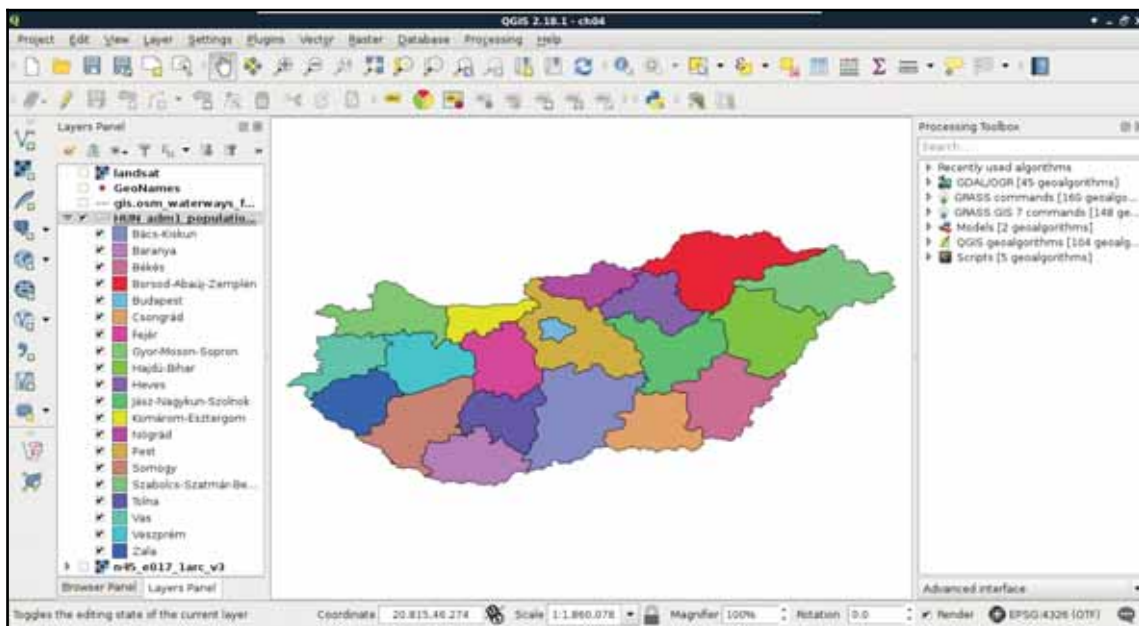 QGIS 2.18.1 - ch04
Project Edit View Layer Settings Plugins Vector Raster Database Processing Help
Layers Panel
landsat
GeoNames
gis.osm_waterways_f...
HUN_adm1_populatio...
Bács-Kiskun
Baranya
Békés
Borsod-Abaúj-Zemplén
Budapest
Csongrád
Fejér
Gyor-Moson-Sopron
Hajdú-Bihar
Heves
Jász-Nagykun-Szolnok
Komárom-Esztergom
Nógrád
Pest
Somogy
Szabolcs-Szatmár-Be...
Tolna
Vas
Veszprém
Zala
n45_e017_1arc_v3
Browser Panel Layers Panel
Processing Toolbox
Search...
Recently used algorithms
GDAL/OGR [45 geoalgorithms]
GRASS commands [160 geoalgo...
GRASS GIS 7 commands [148 ge...
Models [2 geoalgorithms]
QGIS geoalgorithms [104 geoalg...
Scripts [5 geoalgorithms]
Advanced interface
Toggles the editing state of the current layer Coordinate 20.815,46.274 Scale 1:1.860.078 Magnifier 100% Rotation 0.0 Render EPSG:4326 (OTF)